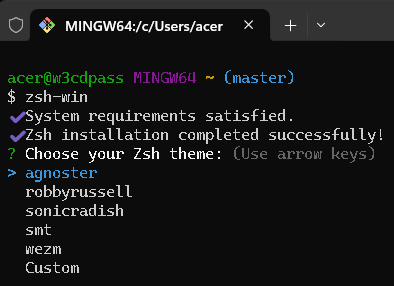 MINGW64:/c/Users/acer
acer@w3cdpass MINGW64 ~ (master)
$ zsh-win
✔System requirements satisfied.
✔Zsh installation completed successfully!
? Choose your Zsh theme: (Use arrow keys)
> agnoster
robbyrussell
sonicradish
smt
wezm
Custom